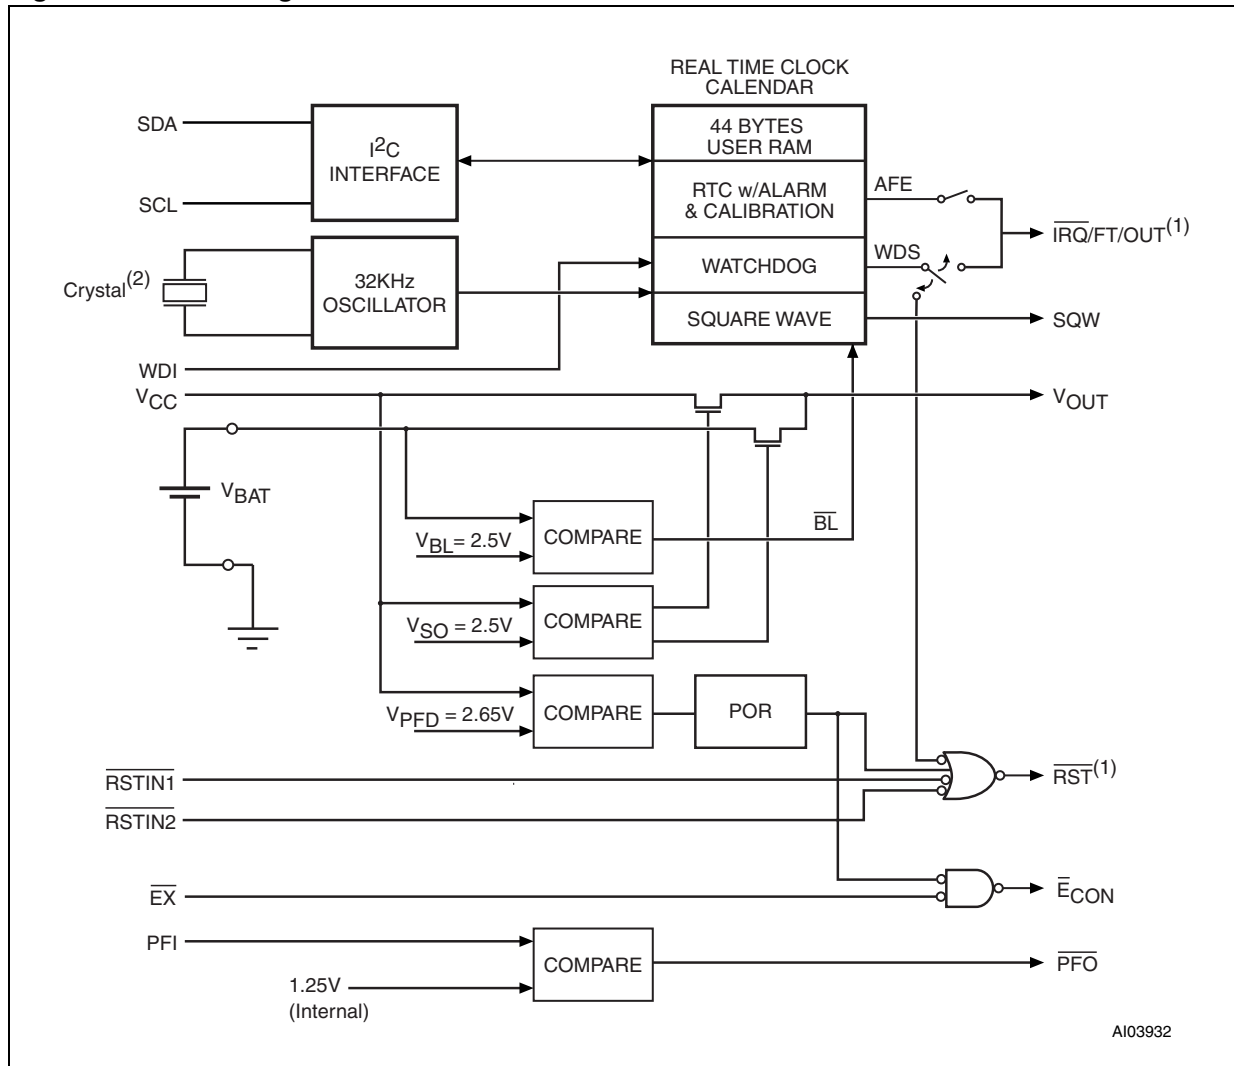 REAL TIME CLOCK
CALENDAR
SDA
SCL
I2C
INTERFACE
44 BYTES
USER RAM
RTC w/ALARM
& CALIBRATION
WATCHDOG
SQUARE WAVE
AFE
WDS
IRQ/FT/OUT(1)
SQW
Crystal(2)
32KHz
OSCILLATOR
WDI
VCC
VOUT
VBAT
VBL= 2.5V
COMPARE
BL
VSO = 2.5V
COMPARE
VPFD = 2.65V
COMPARE
POR
RSTIN1
RSTIN2
RST(1)
EX
ECON
PFI
1.25V
(Internal)
COMPARE
PFO
AI03932